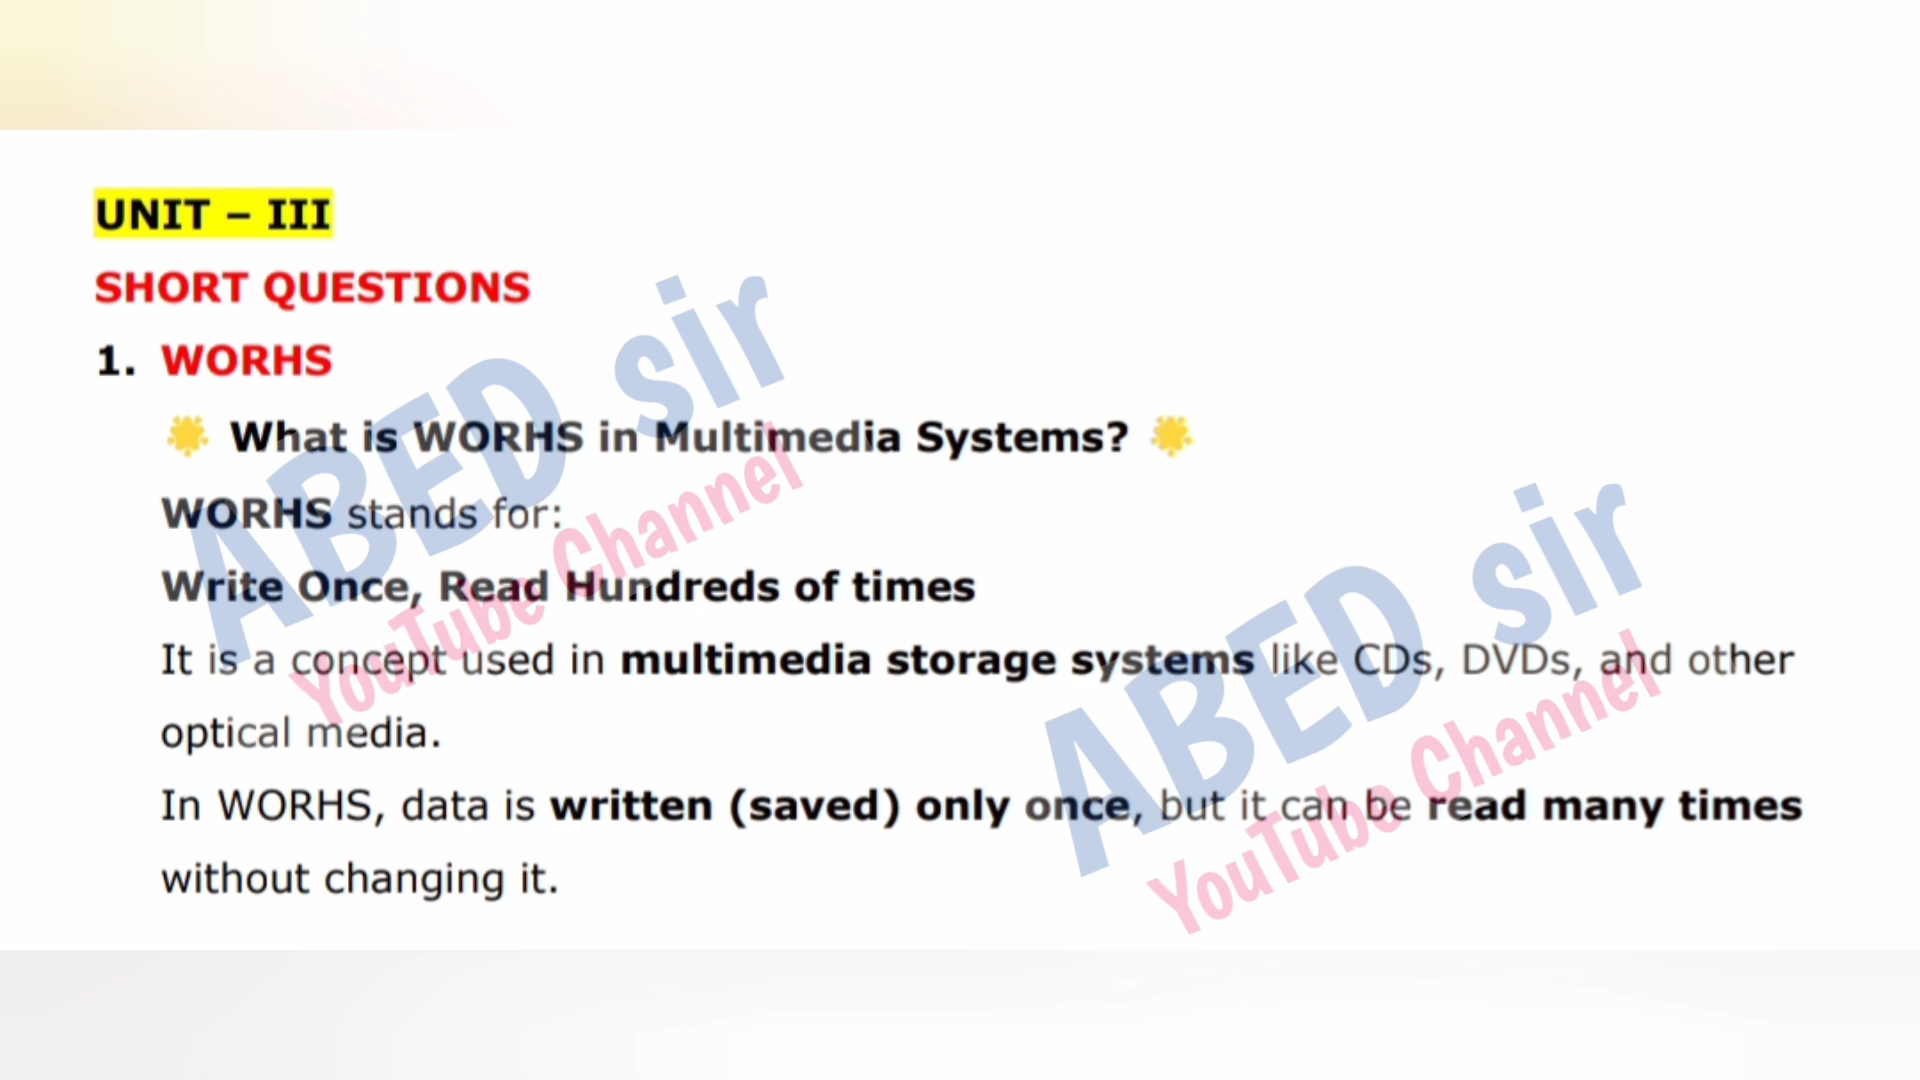 UNIT – III
SHORT QUESTIONS
1. WORHS
What is WORHS in Multimedia Systems?
WORHS stands for:
Write Once, Read Hundreds of times
It is a concept used in multimedia storage systems like CDs, DVDs, and other
optical media.
In WORHS, data is written (saved) only once, but it can be read many times
without changing it.
ABED sir
YouTube Channel
ABED sir
YouTube Channel